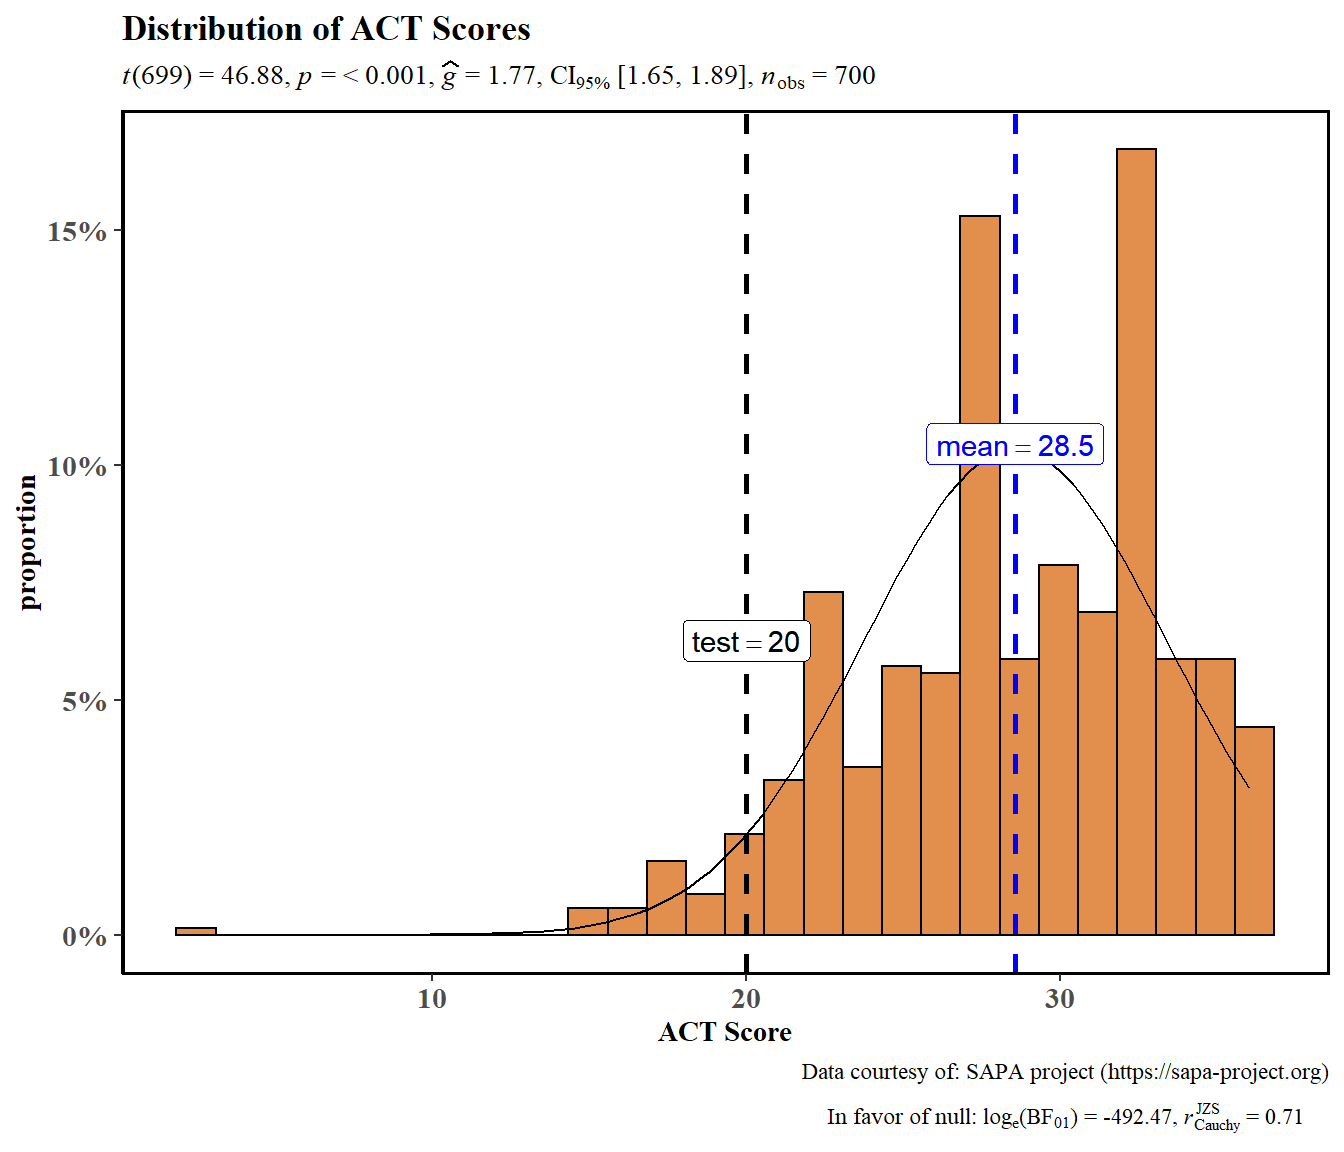 Distribution of ACT Scores
t(699) = 46.88, p = < 0.001, ĝ = 1.77, CI95% [1.65, 1.89], nobs = 700
15%
10%
5%
0%
proportion
mean = 28.5
test = 20
10 20 30
ACT Score
Data courtesy of: SAPA project (https://sapa-project.org)
In favor of null: loge(BF01) = -492.47, rJZSCauchy = 0.71